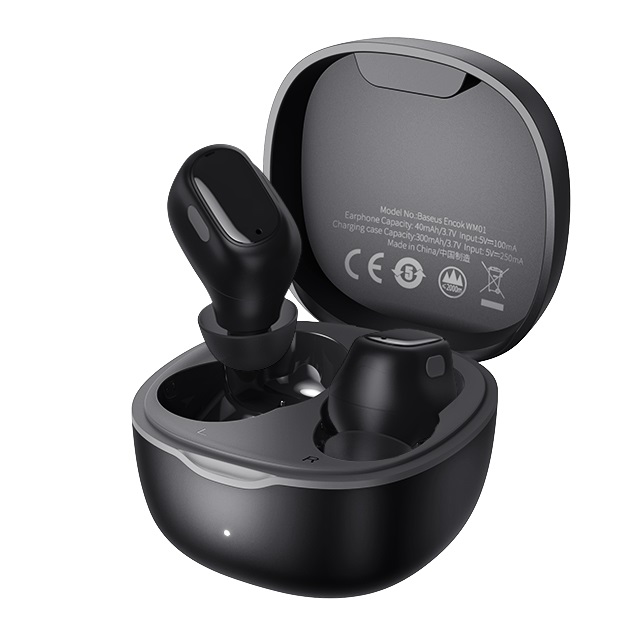 Model No.:Baseus Encok WM01
Earphone Capacity: 40mAh/3.7V Input:5V⎓100mA
Charging case Capacity:300mAh/3.7V Input: 5V⎓250mA
Made in China/中国制造
CE 5 ≤2000m
L
R